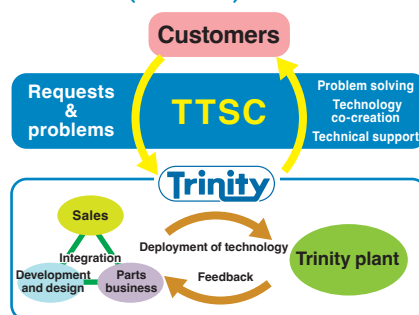 Customers
Requests
& 
problems
TTSC
Problem solving
Technology
co-creation
Technical support
Trinity
Sales
Integration
Development
and design
Parts
business
Deployment of technology
Feedback
Trinity plant